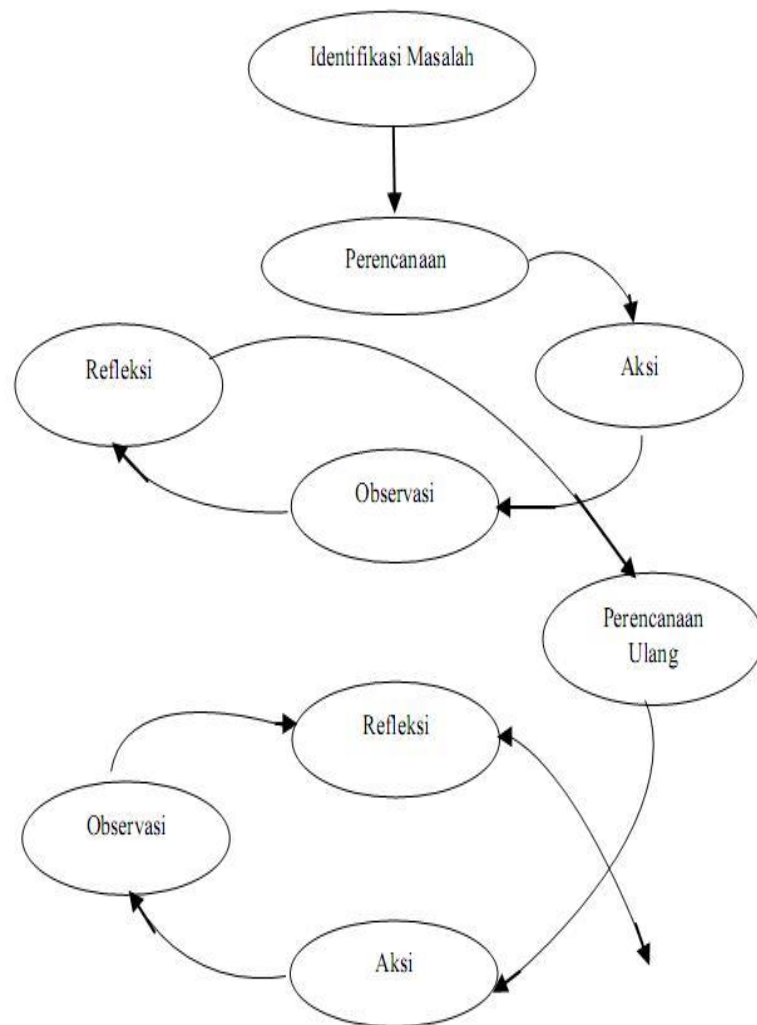 Identifikasi Masalah
Perencanaan
Aksi
Refleksi
Observasi
Perencanaan
Ulang
Refleksi
Observasi
Aksi